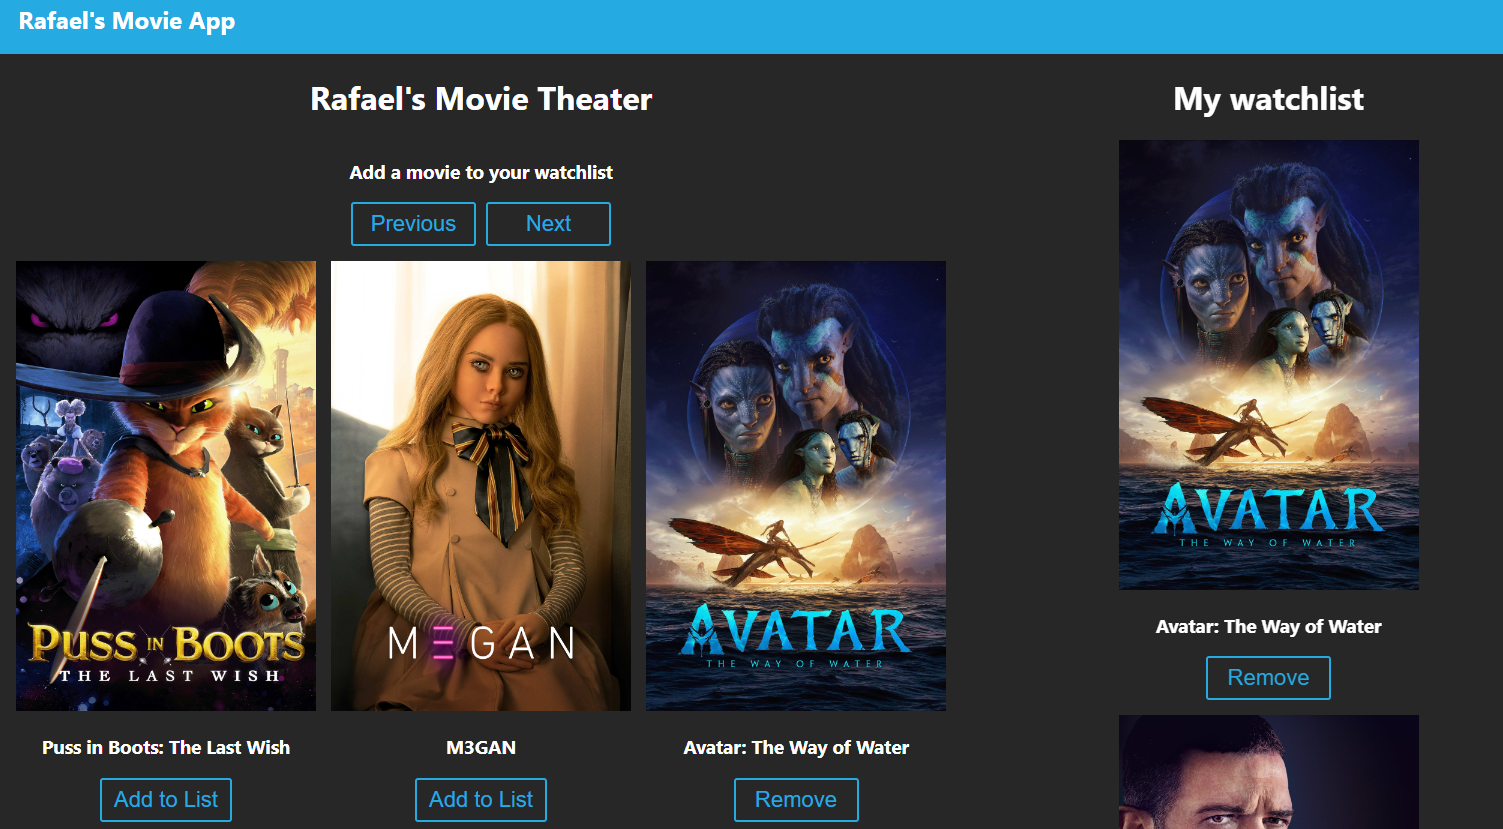 Rafael's Movie App
Rafael's Movie Theater
Add a movie to your watchlist
Previous Next
PUSS IN BOOTS
THE LAST WISH
Puss in Boots: The Last Wish
Add to List
M3GAN
M3GAN
Add to List
AVATAR
THE WAY OF WATER
Avatar: The Way of Water
Remove
My watchlist
AVATAR
THE WAY OF WATER
Avatar: The Way of Water
Remove